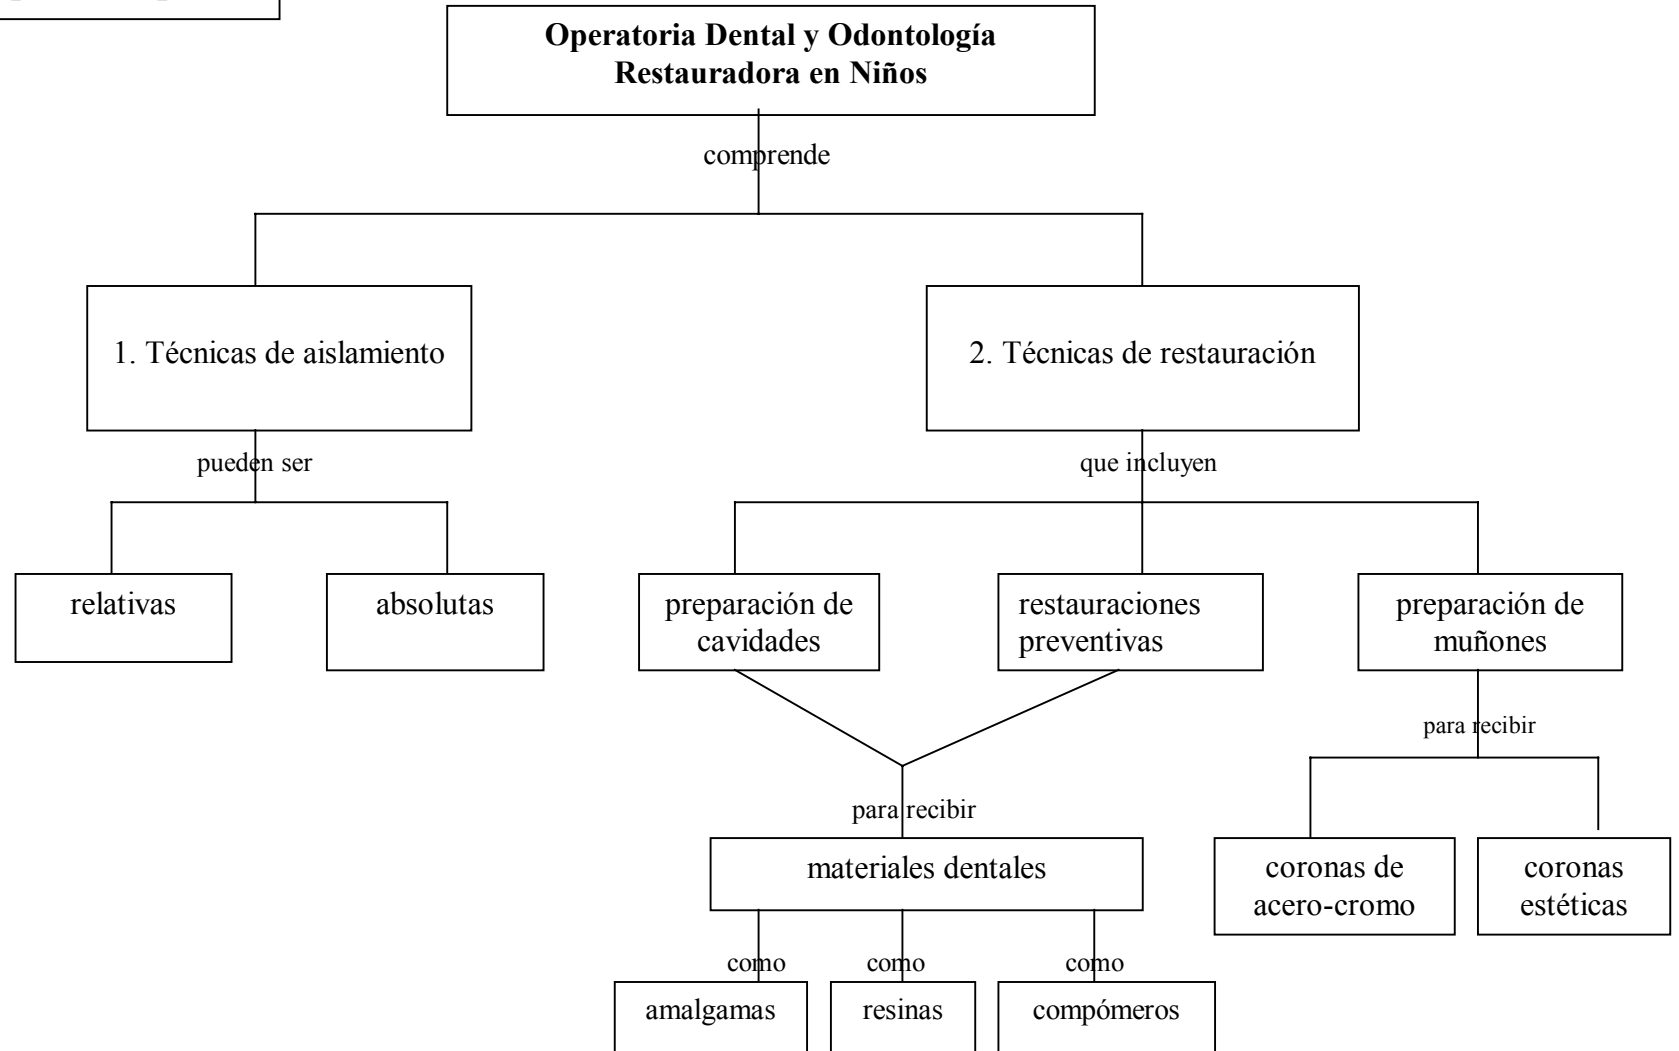 Operatoria Dental y Odontología
Restauradora en Niños
comprende
1. Técnicas de aislamiento
2. Técnicas de restauración
pueden ser
que incluyen
relativas
absolutas
preparación de
cavidades
restauraciones
preventivas
preparación de
muñones
para recibir
para recibir
materiales dentales
coronas de
acero-cromo
coronas
estéticas
como
como
como
amalgamas
resinas
compómeros